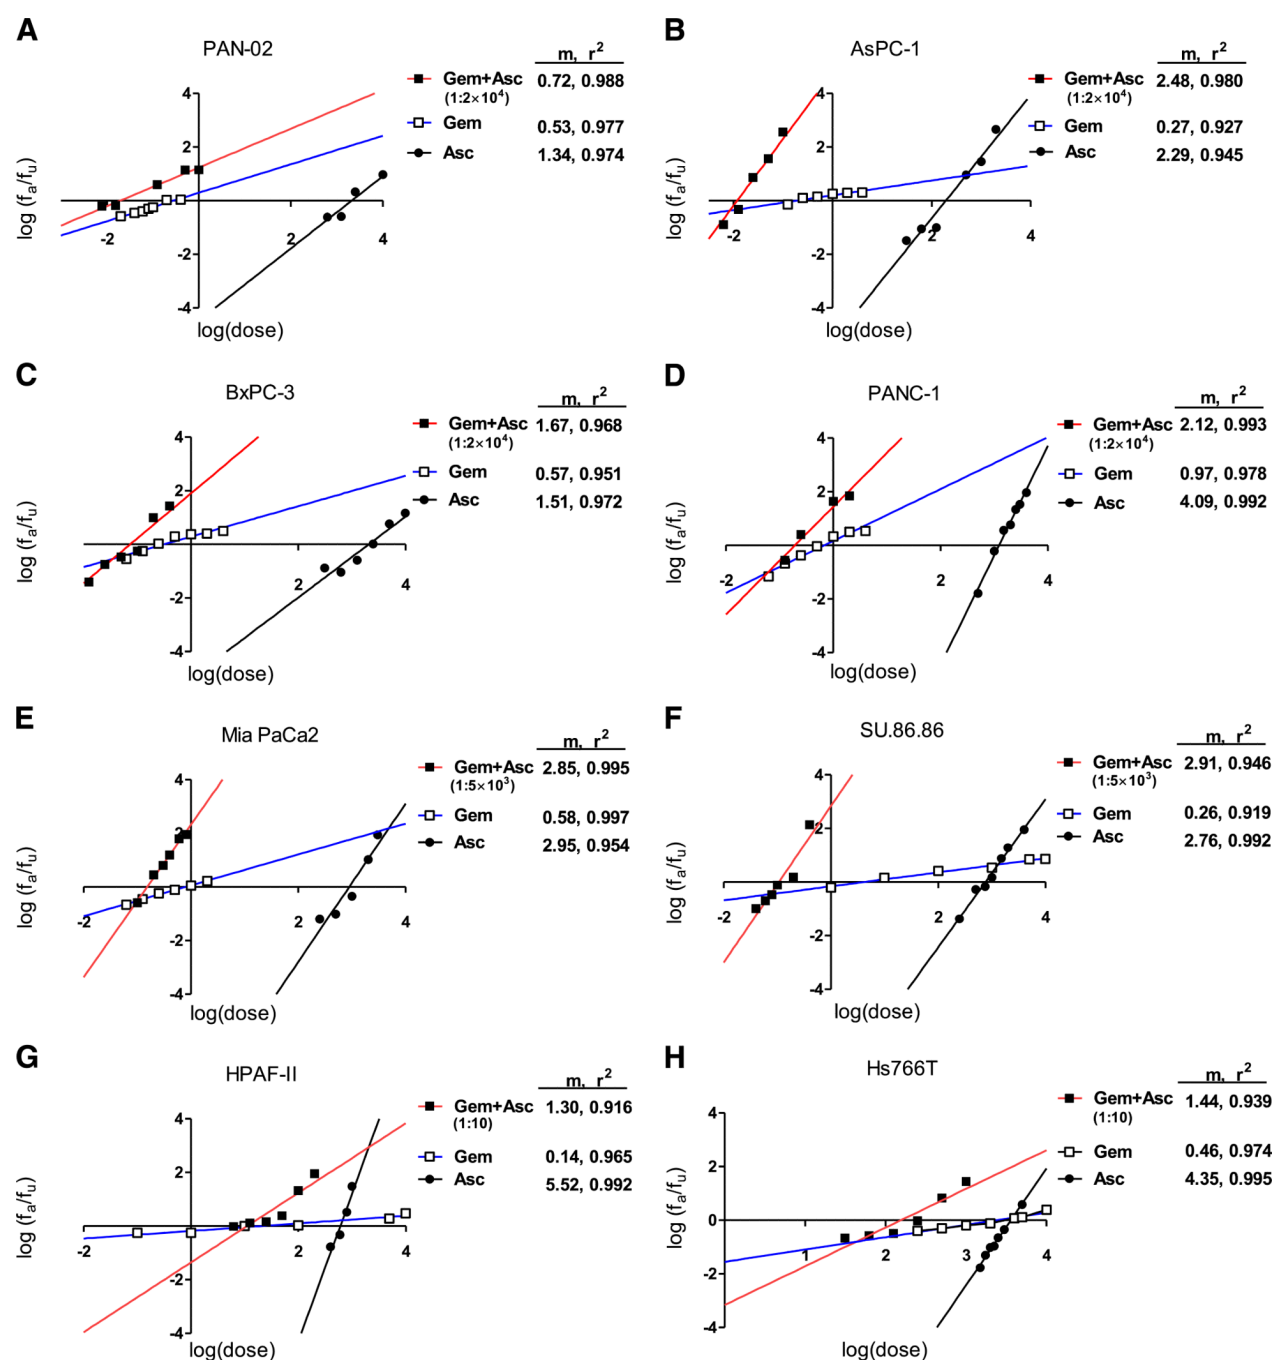 A
PAN-02
m, r²
Gem+Asc 0.72, 0.988
(1:2×10⁴)
Gem 0.53, 0.977
Asc 1.34, 0.974
log (fₐ/fᵤ)
4
2
-2
-4
-2
2
4
log(dose)
B
AsPC-1
m, r²
Gem+Asc 2.48, 0.980
(1:2×10⁴)
Gem 0.27, 0.927
Asc 2.29, 0.945
log (fₐ/fᵤ)
4
2
-2
-4
-2
2
4
log(dose)
C
BxPC-3
m, r²
Gem+Asc 1.67, 0.968
(1:2×10⁴)
Gem 0.57, 0.951
Asc 1.51, 0.972
log (fₐ/fᵤ)
4
2
-2
-4
2
4
log(dose)
D
PANC-1
m, r²
Gem+Asc 2.12, 0.993
(1:2×10⁴)
Gem 0.97, 0.978
Asc 4.09, 0.992
log (fₐ/fᵤ)
4
2
-2
-4
-2
2
4
log(dose)
E
Mia PaCa2
m, r²
Gem+Asc 2.85, 0.995
(1:5×10³)
Gem 0.58, 0.997
Asc 2.95, 0.954
log (fₐ/fᵤ)
4
2
-2
-4
-2
2
4
log(dose)
F
SU.86.86
m, r²
Gem+Asc 2.91, 0.946
(1:5×10³)
Gem 0.26, 0.919
Asc 2.76, 0.992
log (fₐ/fᵤ)
4
2
-2
-4
-2
2
4
log(dose)
G
HPAF-II
m, r²
Gem+Asc 1.30, 0.916
(1:10)
Gem 0.14, 0.965
Asc 5.52, 0.992
log (fₐ/fᵤ)
4
2
-2
-4
-2
2
4
log(dose)
H
Hs766T
m, r²
Gem+Asc 1.44, 0.939
(1:10)
Gem 0.46, 0.974
Asc 4.35, 0.995
log (fₐ/fᵤ)
4
2
0
-2
-4
1
2
3
4
log(dose)